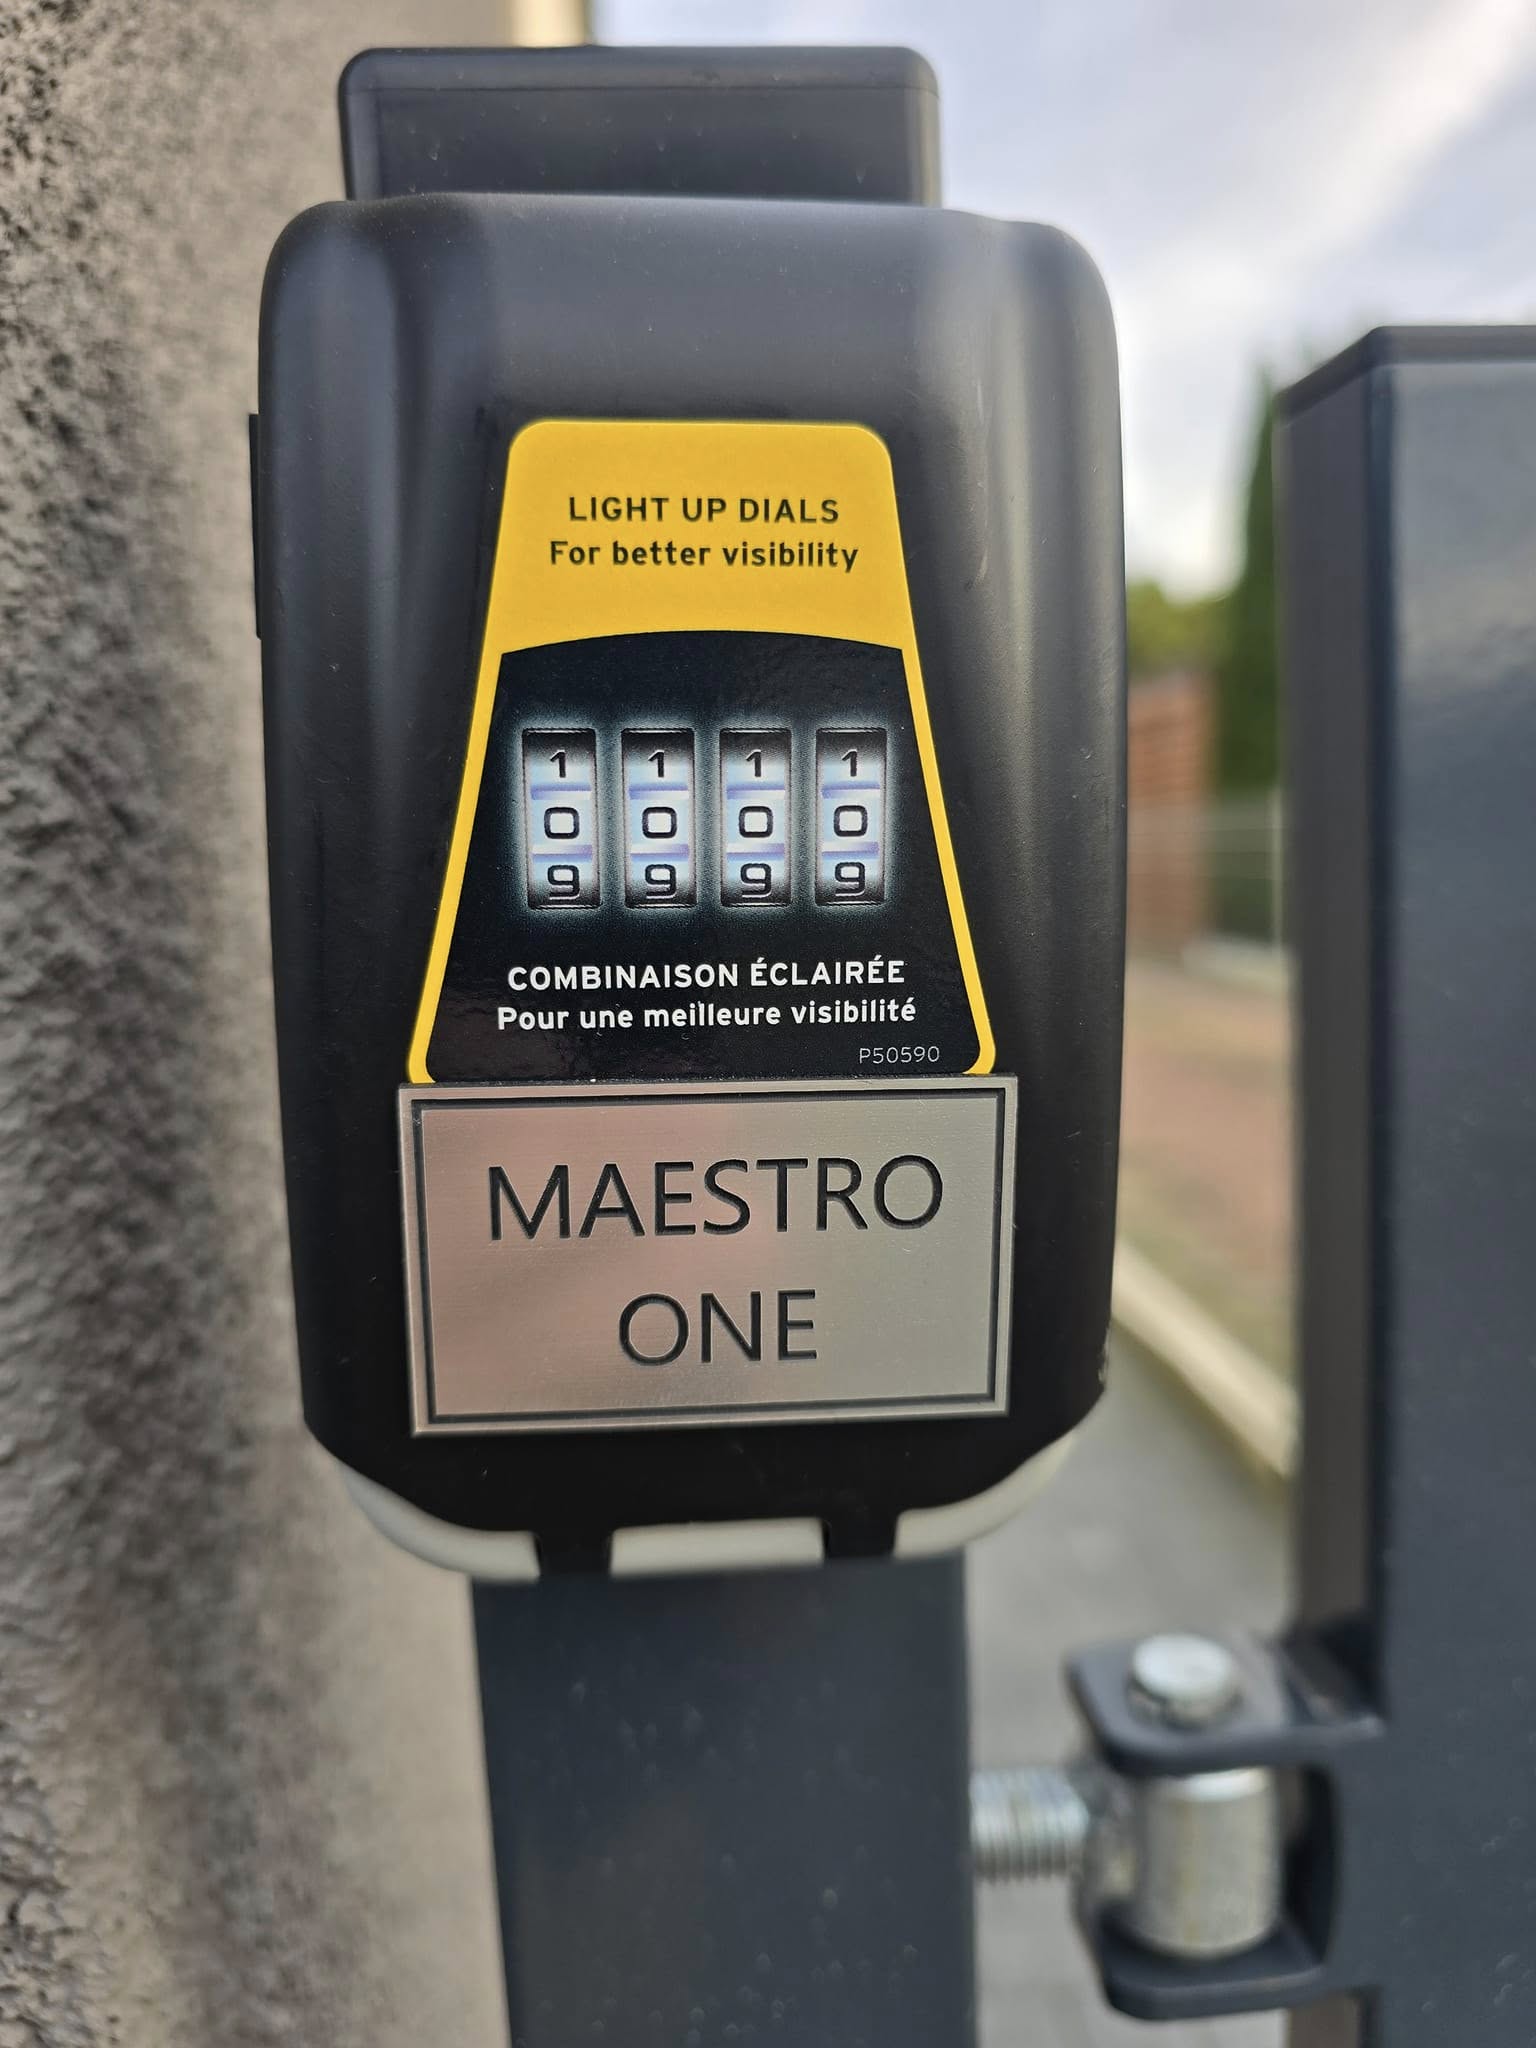 LIGHT UP DIALS
For better visibility
1 1 1 1
0 0 0 0
9 9 9 9
COMBINAISON ÉCLAIRÉE
Pour une meilleure visibilité
P50590
MAESTRO
ONE